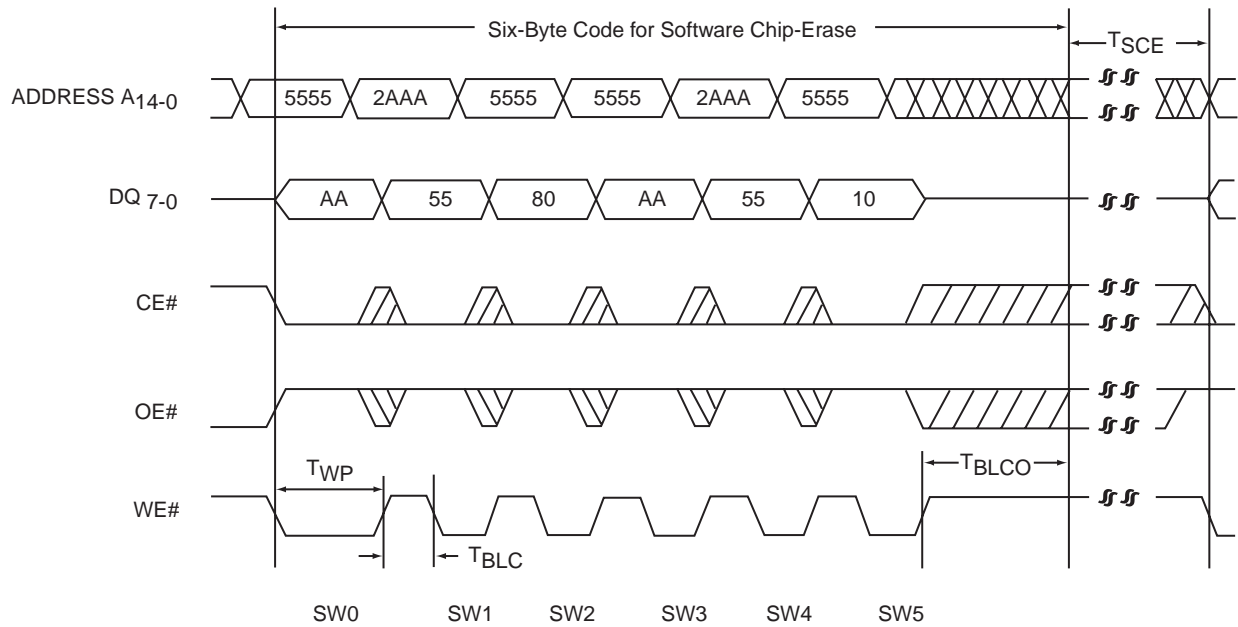 Six-Byte Code for Software Chip-Erase
TSCE
ADDRESS A14-0
5555 2AAA 5555 5555 2AAA 5555
DQ 7-0
AA 55 80 AA 55 10
CE#
OE#
TWP
TBLCO
WE#
TBLC
SW0 SW1 SW2 SW3 SW4 SW5